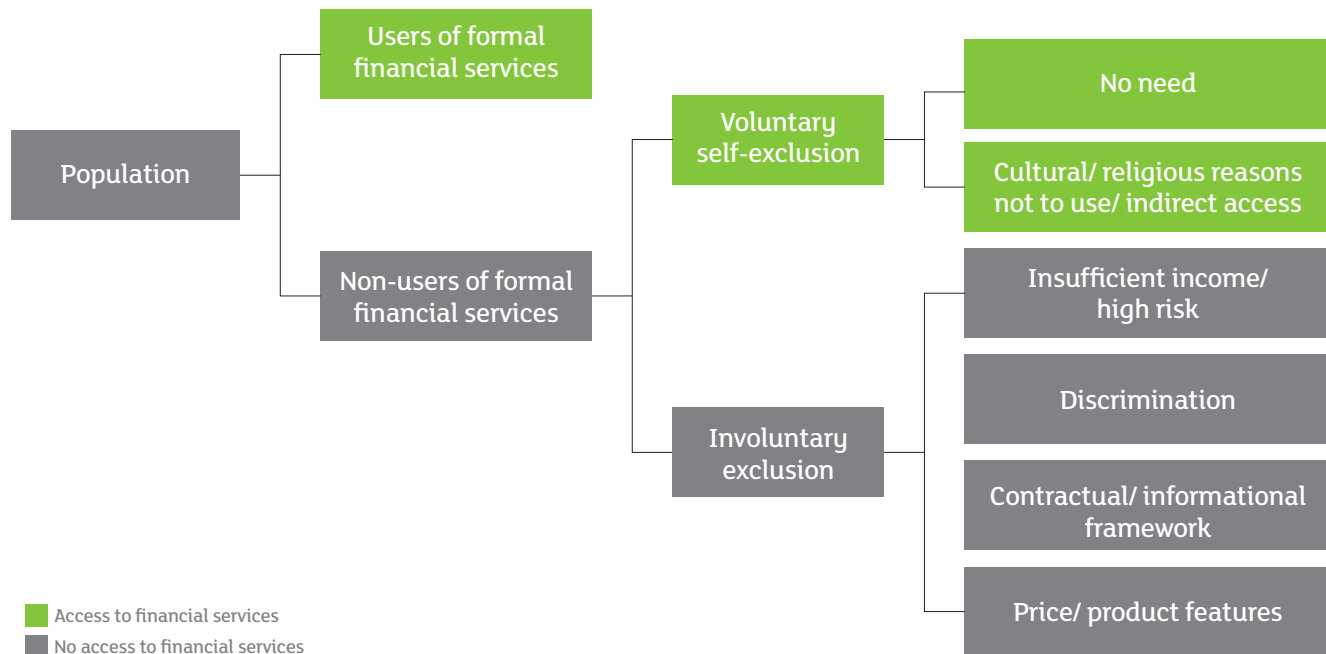 Population
Users of formal
financial services
Non-users of formal
financial services
Voluntary
self-exclusion
Involuntary
exclusion
No need
Cultural/ religious reasons
not to use/ indirect access
Insufficient income/
high risk
Discrimination
Contractual/ informational
framework
Price/ product features
Access to financial services
No access to financial services